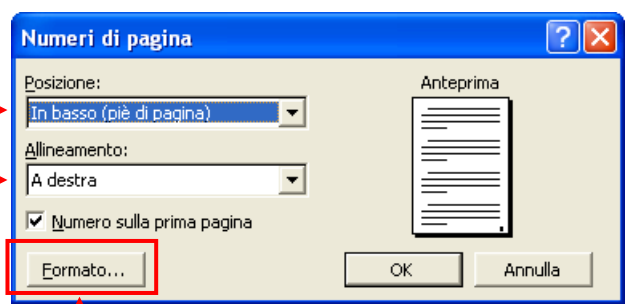 Numeri di pagina
Posizione:
In basso (piè di pagina)
Allineamento:
A destra
Numero sulla prima pagina
Formato...
Anteprima
OK
Annulla